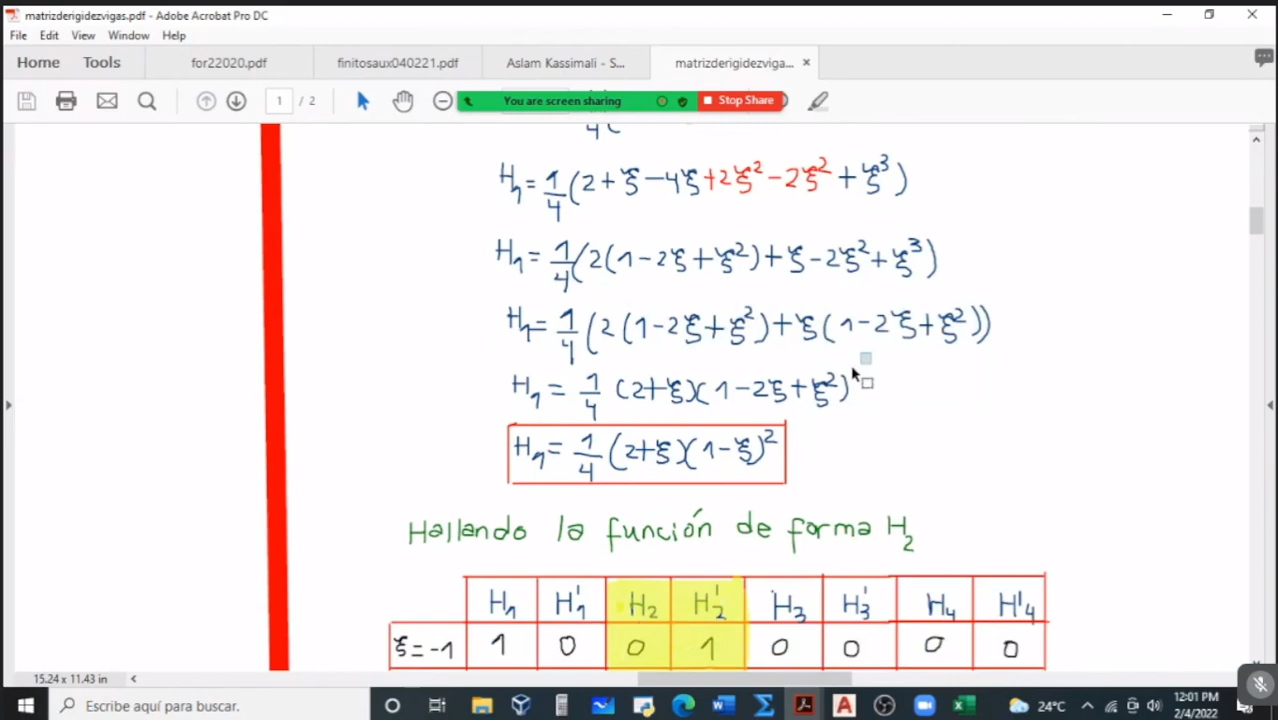 matrizderigidezvigas.pdf - Adobe Acrobat Pro DC
File Edit View Window Help
Home Tools for22020.pdf finitosaux040221.pdf Aslam Kassimali - S... matrizderigidezviga... ×
1 / 2 You are screen sharing Stop Share
H₁ = 1/4 (2+ξ−4ξ+2ξ²−2ξ²+ξ³)
H₁ = 1/4 (2(1−2ξ+ξ²)+ξ−2ξ²+ξ³)
H₁ = 1/4 (2(1−2ξ+ξ²)+ξ(1−2ξ+ξ²))
H₁ = 1/4 (2+ξ)(1−2ξ+ξ²)
H₁ = 1/4 (2+ξ)(1−ξ)²
Hallando la función de forma H₂
H₁ H₁' H₂ H₂' H₃ H₃' H₄ H'₄
ξ=−1 1 0 0 1 0 0 0 0
15.24 x 11.43 in
Escribe aquí para buscar. 24°C 12:01 PM
2/4/2022